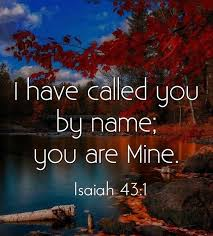 I have called you
by name;
you are Mine.
Isaiah 43:1